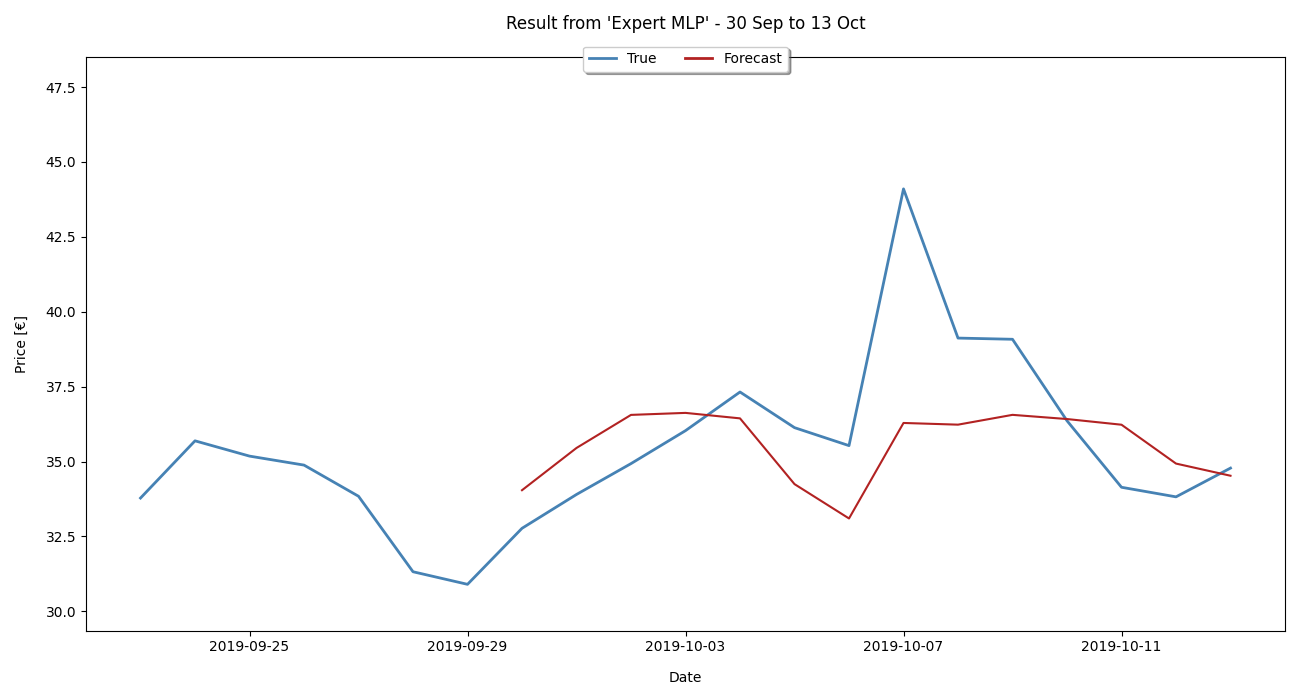 Result from 'Expert MLP' - 30 Sep to 13 Oct
True Forecast
47.5
45.0
42.5
40.0
37.5
35.0
32.5
30.0
Price [€]
2019-09-25 2019-09-29 2019-10-03 2019-10-07 2019-10-11
Date